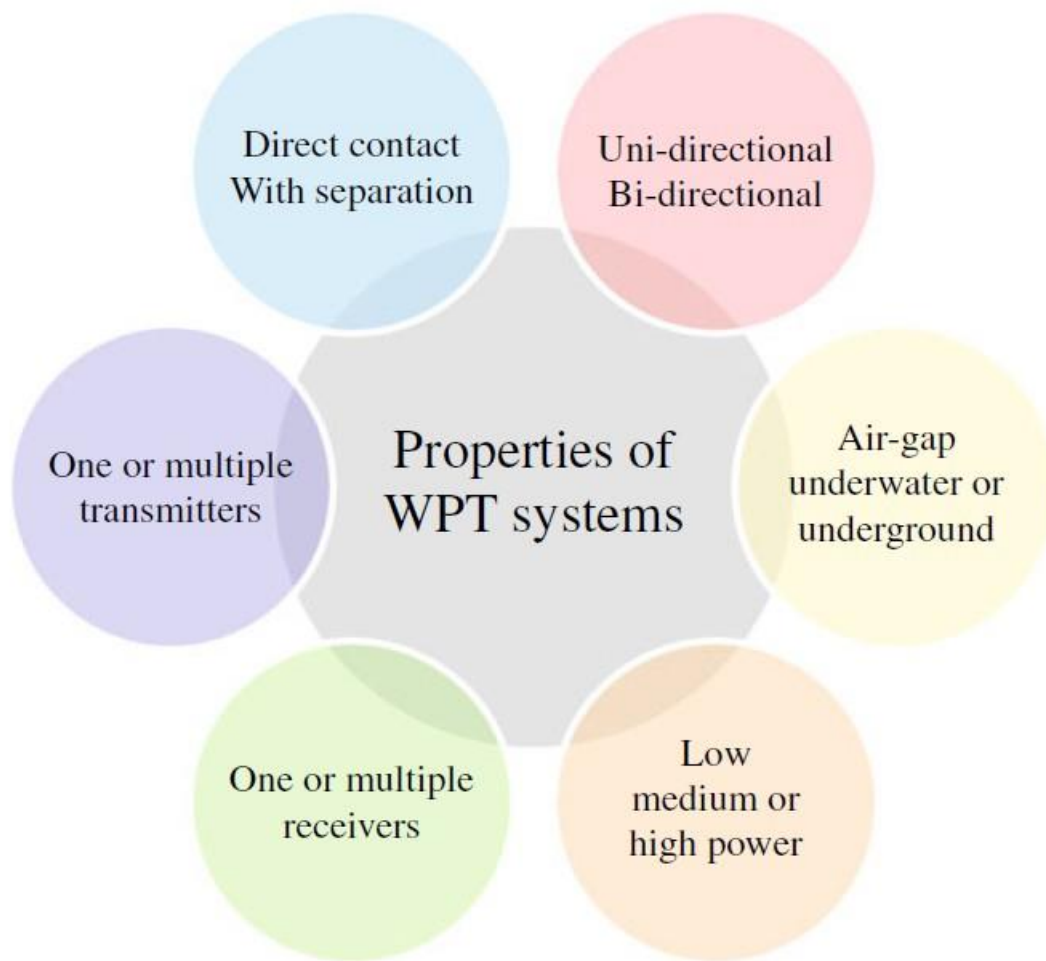 Direct contact
With separation
Uni-directional
Bi-directional
One or multiple
transmitters
Properties of
WPT systems
Air-gap
underwater or
underground
One or multiple
receivers
Low
medium or
high power